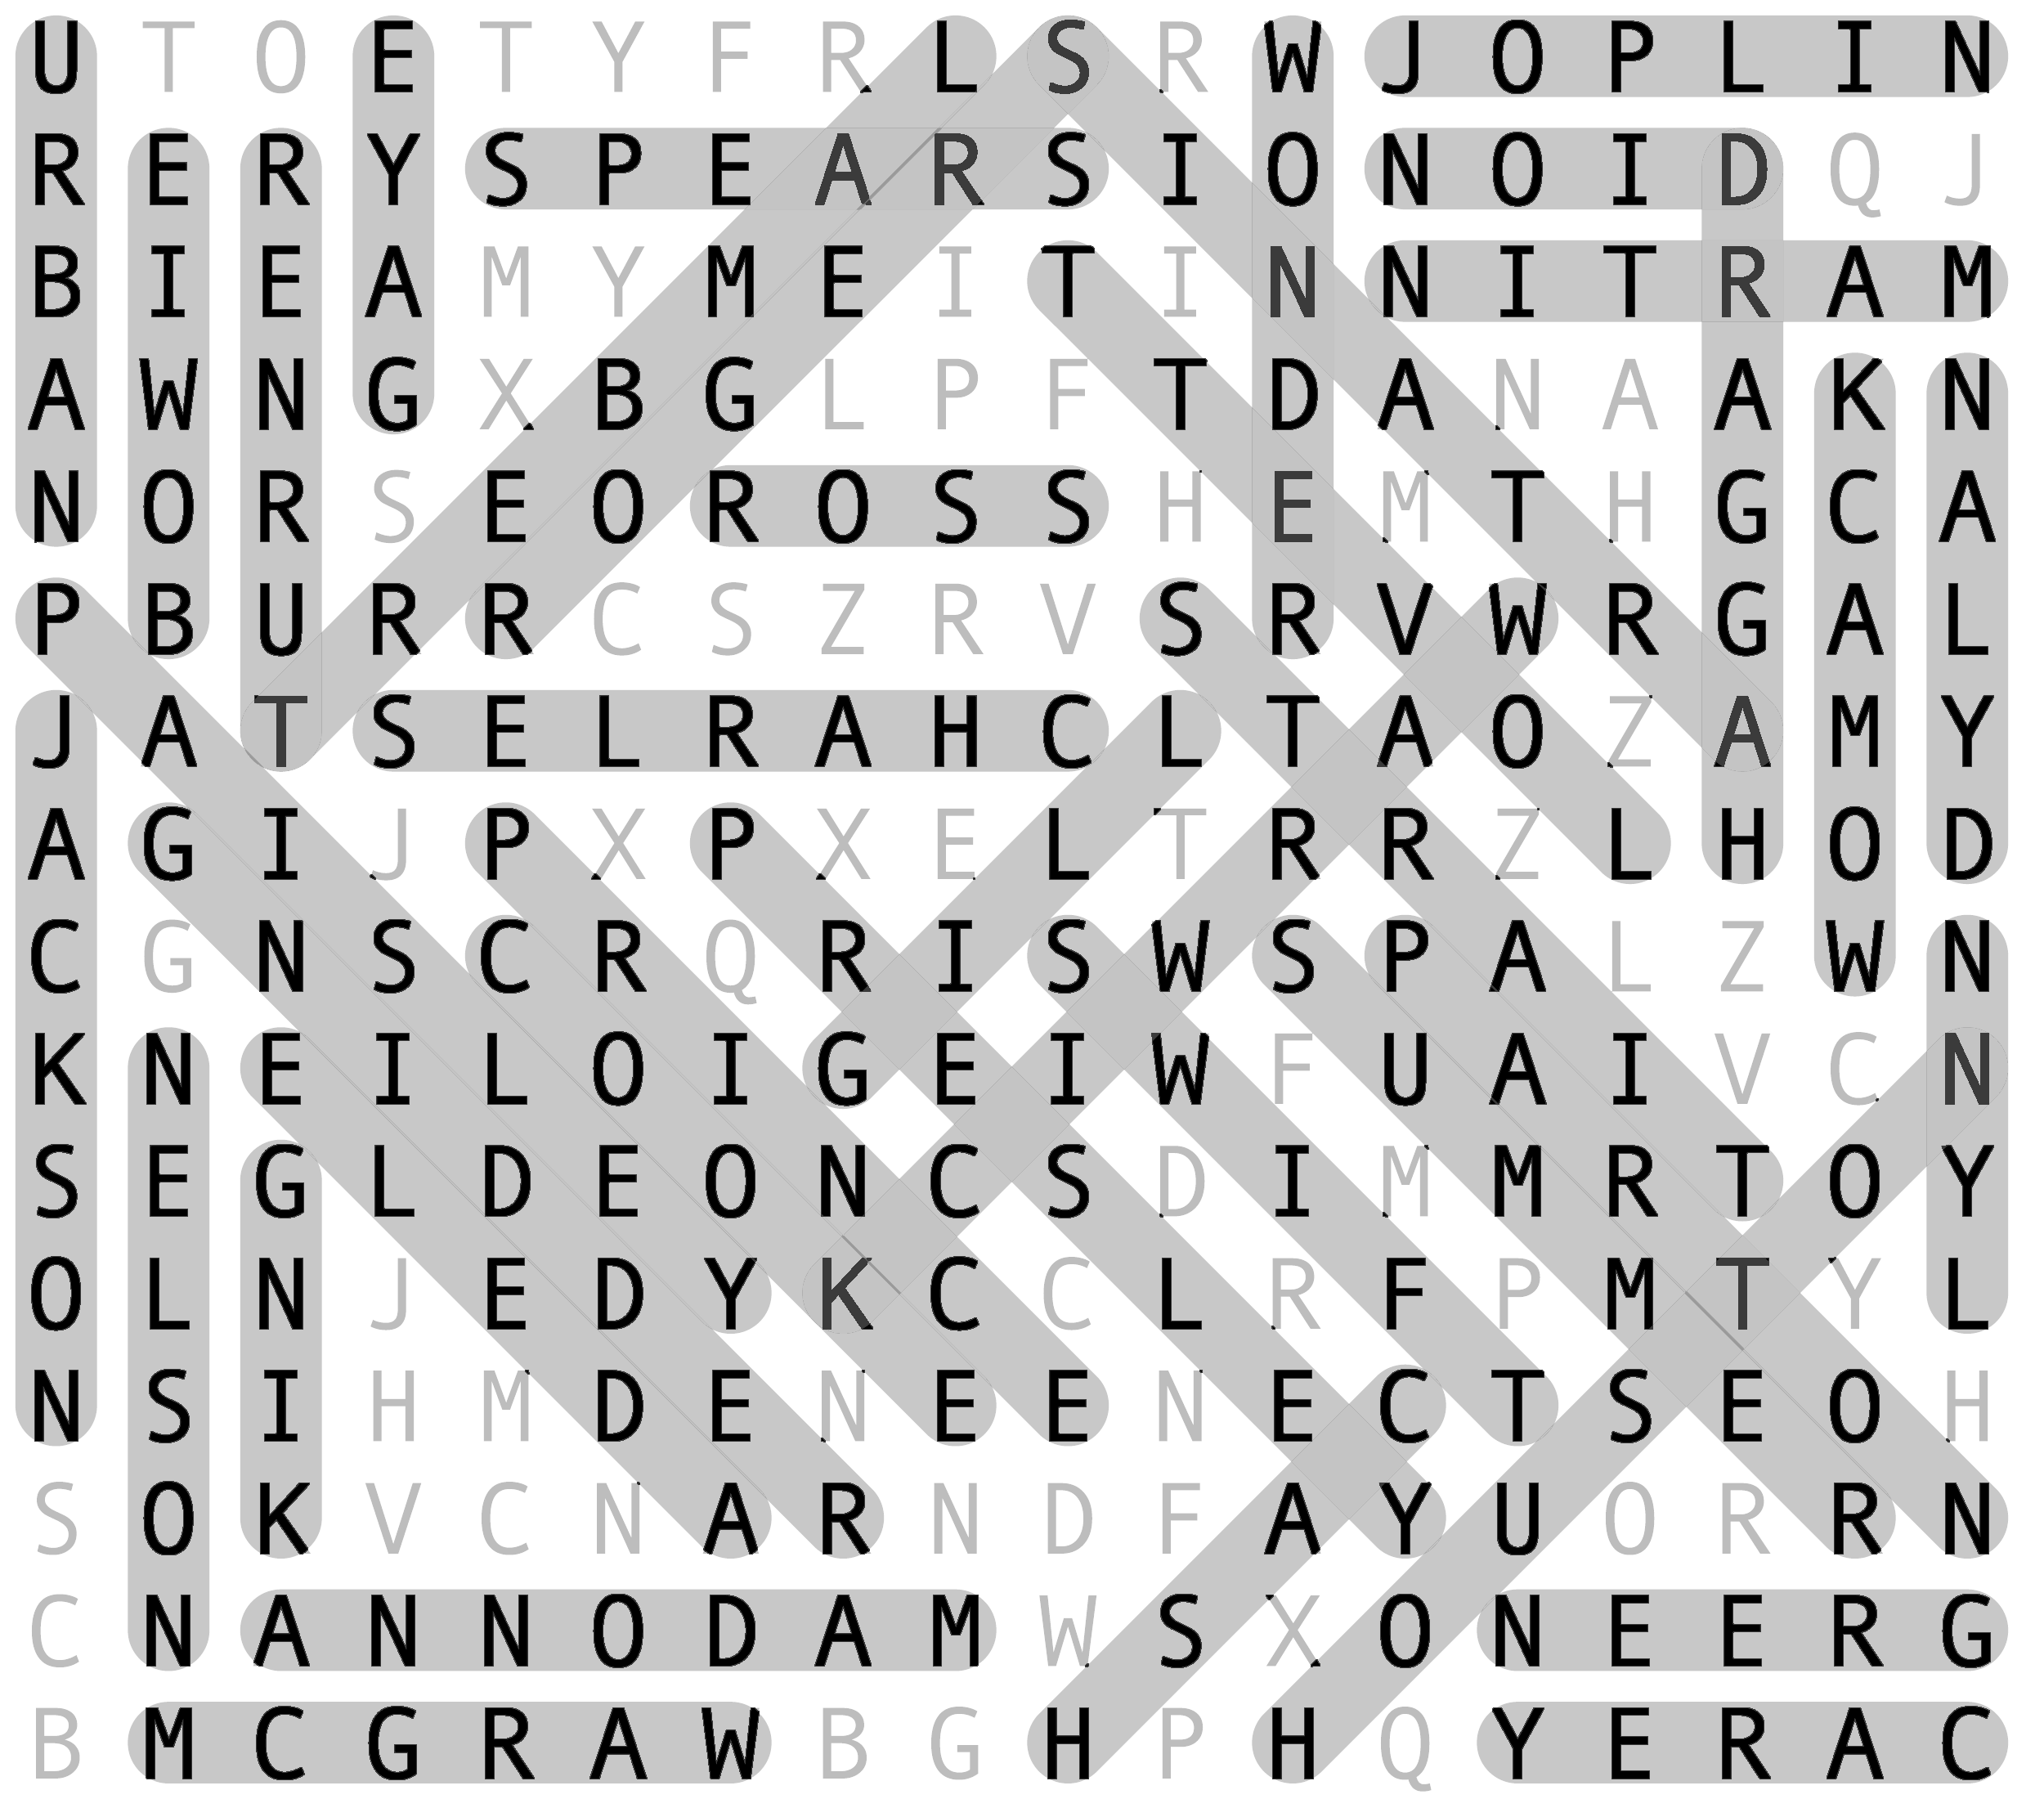 U T O E T Y F R L S R W J O P L I N
R E R Y S P E A R S I O N O I D Q J
B I E A M Y M E I T I N N I T R A M
A W N G X B G L P F T D A N A A K N
N O R S E O R O S S H E M T H G C A
P B U R R C S Z R V S R V W R G A L
J A T S E L R A H C L T A O Z A M Y
A G I J P X P X E L T R R Z L H O D
C G N S C R Q R I S W S P A L Z W N
K N E I L O I G E I W F U A I V C N
S E G L D E O N C S D I M M R T O Y
O L N J E D Y K C C L R F P M T Y L
N S I H M D E N E E N E C T S E O H
S O K V C N A R N D F A Y U O R R N
C N A N N O D A M W S X O N E E R G
B M C G R A W B G H P H Q Y E R A C